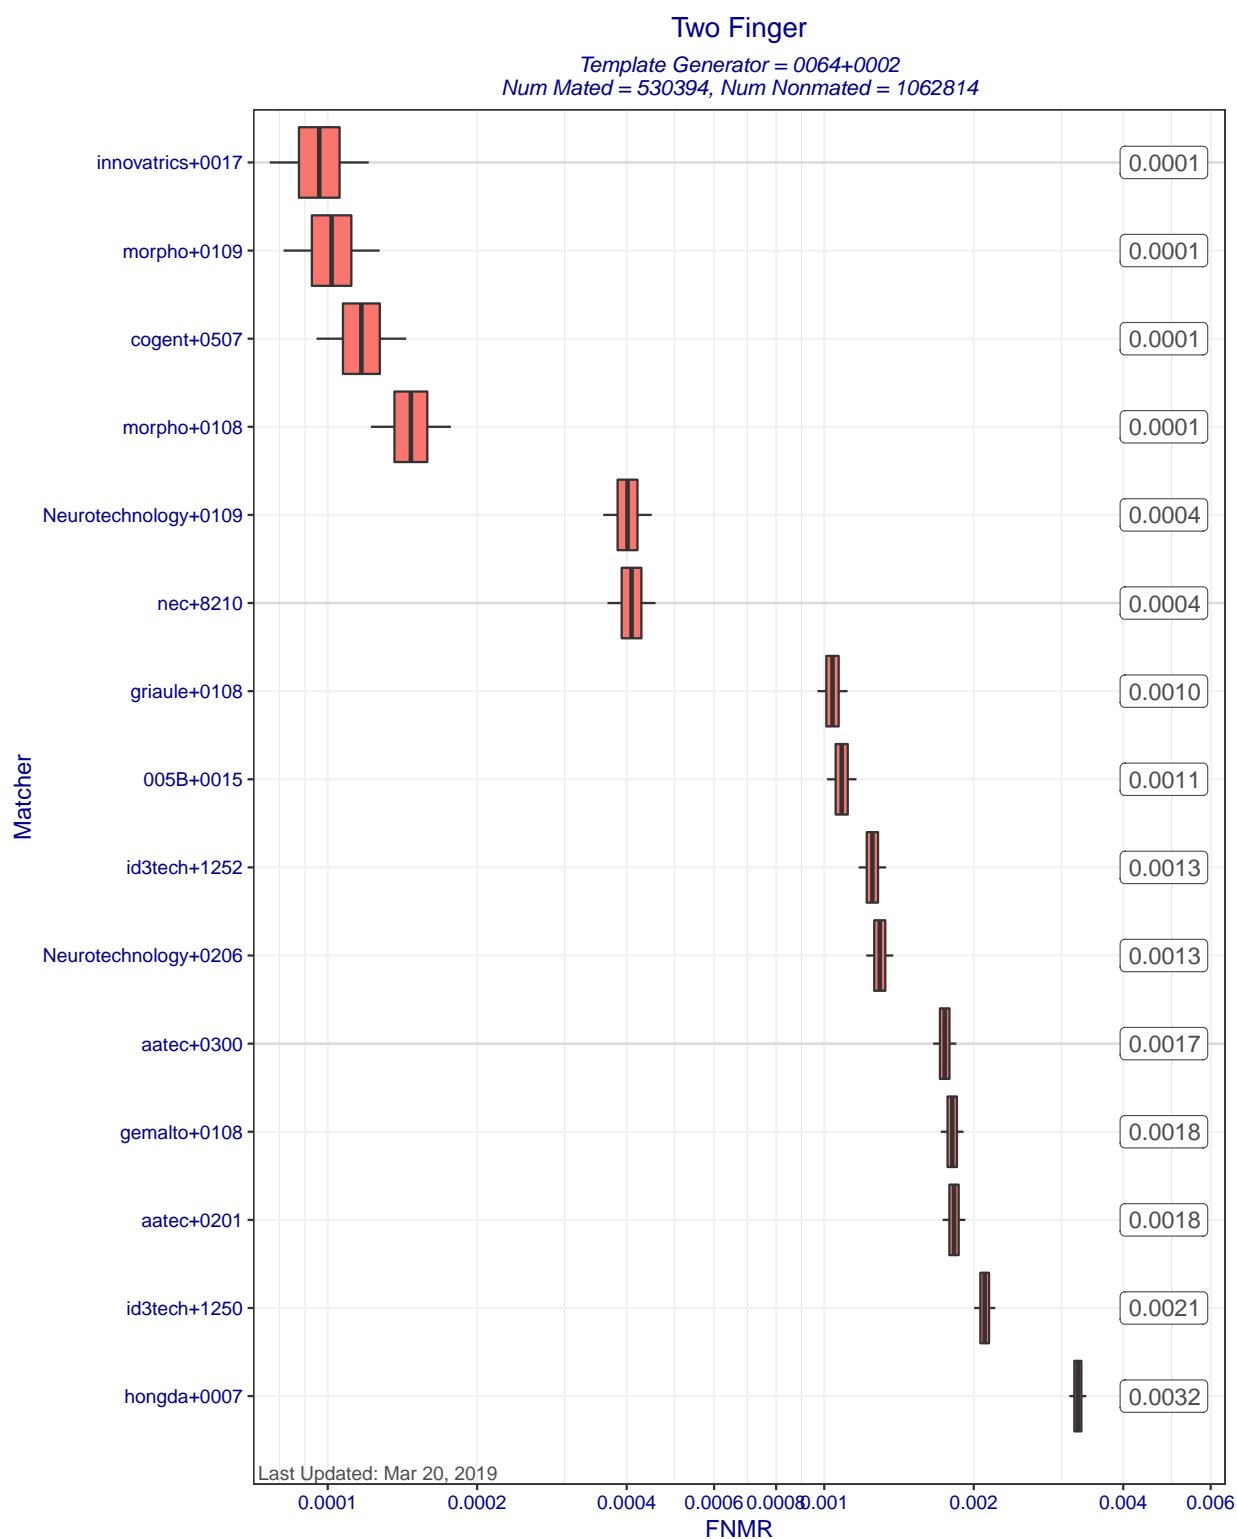 Two Finger
Template Generator = 0064+0002
Num Mated = 530394, Num Nonmated = 1062814
innovatrics+0017 0.0001
morpho+0109 0.0001
cogent+0507 0.0001
morpho+0108 0.0001
Neurotechnology+0109 0.0004
nec+8210 0.0004
griaule+0108 0.0010
005B+0015 0.0011
id3tech+1252 0.0013
Neurotechnology+0206 0.0013
aatec+0300 0.0017
gemalto+0108 0.0018
aatec+0201 0.0018
id3tech+1250 0.0021
hongda+0007 0.0032
Matcher
Last Updated: Mar 20, 2019
0.0001 0.0002 0.0004 0.0006 0.0008 0.001 0.002 0.004 0.006
FNMR